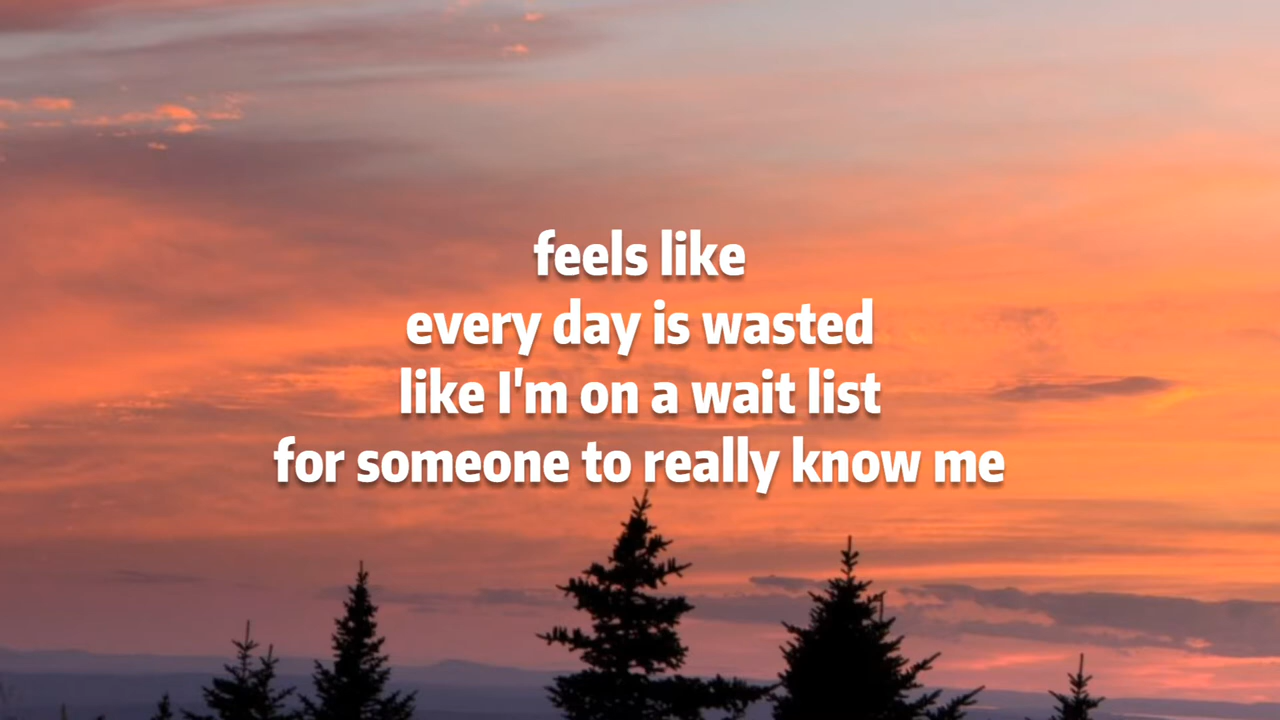 feels like
every day is wasted
like I'm on a wait list
for someone to really know me